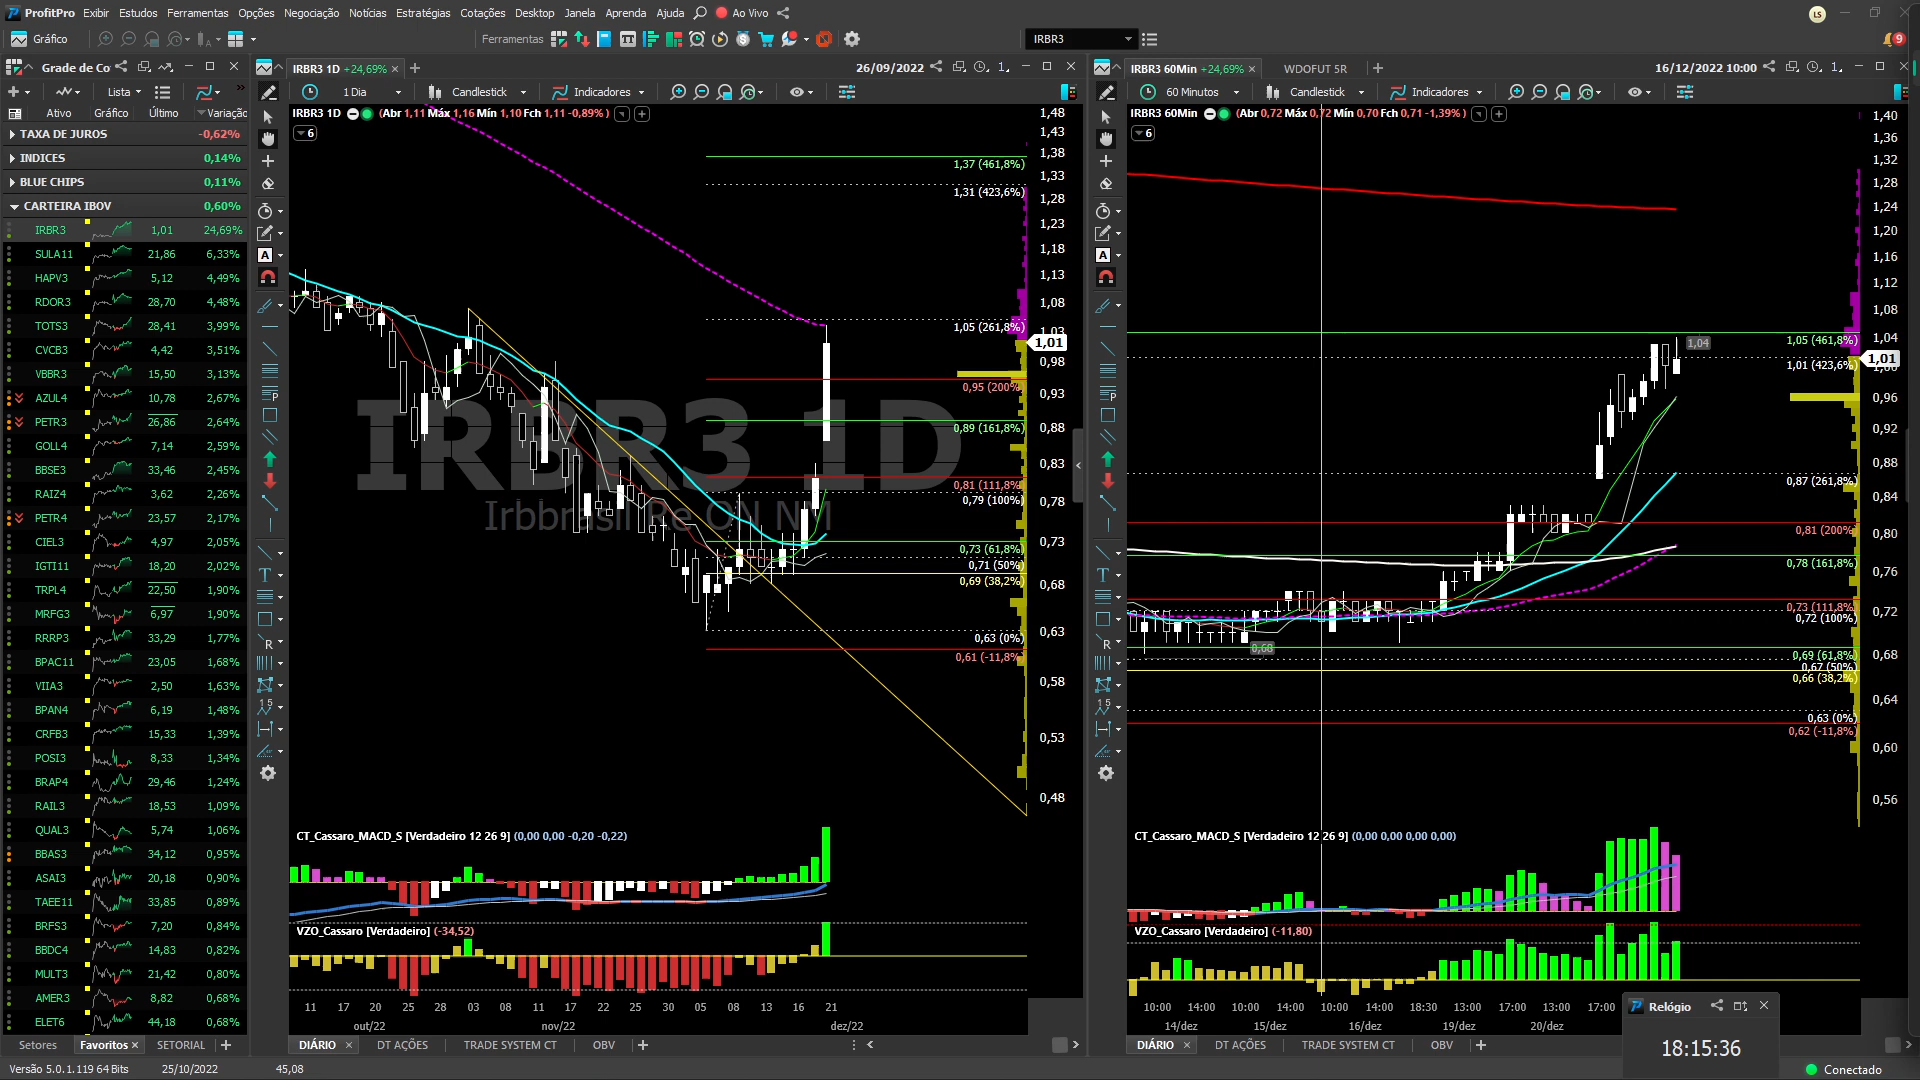 ProfitPro Exibir Estudos Ferramentas Opções Negociação Notícias Estratégias Cotações Desktop Janela Aprenda Ajuda Ao Vivo LS
Gráfico Ferramentas IRBR3 9
Grade de Co
Lista
Ativo Gráfico Último Variação
TAXA DE JUROS -0,62%
INDICES 0,14%
BLUE CHIPS 0,11%
CARTEIRA IBOV 0,60%
IRBR3 1,01 24,69%
SULA11 21,86 6,33%
HAPV3 5,12 4,49%
RDOR3 28,70 4,48%
TOTS3 28,41 3,99%
CVCB3 4,42 3,51%
VBBR3 15,50 3,13%
AZUL4 10,78 2,67%
PETR3 26,86 2,64%
GOLL4 7,14 2,59%
BBSE3 33,46 2,45%
RAIZ4 3,62 2,26%
PETR4 23,57 2,17%
CIEL3 4,97 2,05%
IGTI11 18,20 2,02%
TRPL4 22,50 1,90%
MRFG3 6,97 1,90%
RRRP3 33,29 1,77%
BPAC11 23,05 1,68%
VIIA3 2,50 1,63%
BPAN4 6,19 1,48%
CRFB3 15,33 1,39%
POSI3 8,33 1,34%
BRAP4 29,46 1,24%
RAIL3 18,53 1,09%
QUAL3 5,74 1,06%
BBAS3 34,12 0,95%
ASAI3 20,18 0,90%
TAEE11 33,85 0,89%
BRFS3 7,20 0,84%
BBDC4 14,83 0,82%
MULT3 21,42 0,80%
AMER3 8,82 0,68%
ELET6 44,18 0,68%
Setores Favoritos SETORIAL
IRBR3 1D +24,69% 26/09/2022 1
1 Dia Candlestick Indicadores
IRBR3 1D (Abr 1,11 Máx 1,16 Mín 1,10 Fch 1,11 -0,89%)
6
IRBR3 1D
Irbbrasil Re ON NM
1,37 (461,8%)
1,31 (423,6%)
1,05 (261,8%)
0,95 (200%)
0,89 (161,8%)
0,81 (111,8%)
0,79 (100%)
0,73 (61,8%)
0,71 (50%)
0,69 (38,2%)
0,63 (0%)
0,61 (-11,8%)
1,48
1,43
1,38
1,33
1,28
1,23
1,18
1,13
1,08
1,03
1,01
0,98
0,93
0,88
0,83
0,78
0,73
0,68
0,63
0,58
0,53
0,48
CT_Cassaro_MACD_S [Verdadeiro 12 26 9] (0,00 0,00 -0,20 -0,22)
VZO_Cassaro [Verdadeiro] (-34,52)
11 17 20 25 28 03 08 11 17 22 25 30 05 08 13 16 21
out/22 nov/22 dez/22
DIÁRIO DT AÇÕES TRADE SYSTEM CT OBV
IRBR3 60Min +24,69% WDOFUT 5R 16/12/2022 10:00 1
60 Minutos Candlestick Indicadores
IRBR3 60Min (Abr 0,72 Máx 0,72 Mín 0,70 Fch 0,71 -1,39%)
6
1,04
0,68
1,05 (461,8%)
1,01 (423,6%)
0,87 (261,8%)
0,81 (200%)
0,78 (161,8%)
0,73 (111,8%)
0,72 (100%)
0,69 (61,8%)
0,67 (50%)
0,66 (38,2%)
0,63 (0%)
0,62 (-11,8%)
1,40
1,36
1,32
1,28
1,24
1,20
1,16
1,12
1,08
1,04
1,01
0,96
0,92
0,88
0,84
0,80
0,76
0,72
0,68
0,64
0,60
0,56
CT_Cassaro_MACD_S [Verdadeiro 12 26 9] (0,00 0,00 0,00 0,00)
VZO_Cassaro [Verdadeiro] (-11,80)
10:00 14:00 10:00 14:00 10:00 14:00 18:30 13:00 17:00 13:00 17:00
14/dez 15/dez 16/dez 19/dez 20/dez
DIÁRIO DT AÇÕES TRADE SYSTEM CT OBV
Relógio
18:15:36
Versão 5.0.1.119 64 Bits 25/10/2022 45,08 Conectado